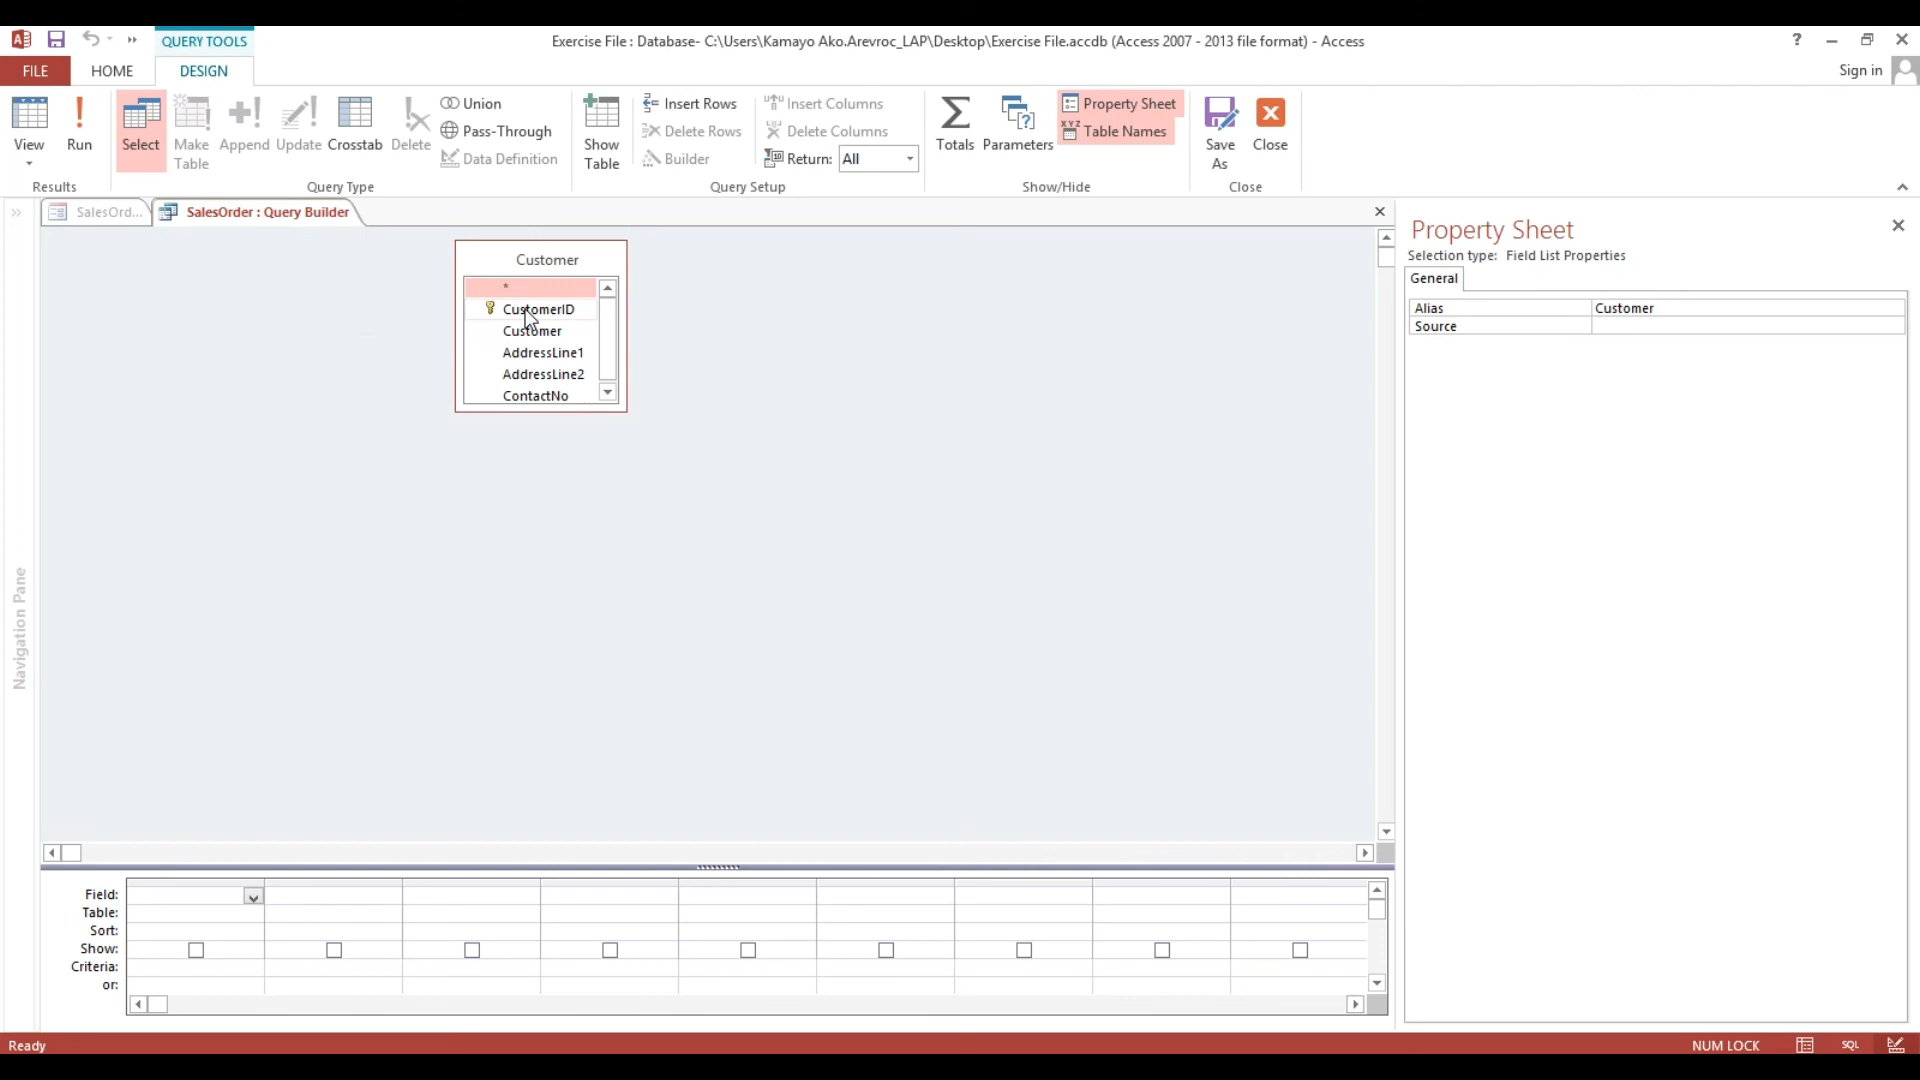 QUERY TOOLS
Exercise File : Database- C:\Users\Kamayo Ako.Arevroc_LAP\Desktop\Exercise File.accdb (Access 2007 - 2013 file format) - Access
?
FILE
HOME
DESIGN
Sign in
View
Run
Select
Make
Table
Append
Update
Crosstab
Delete
Union
Pass-Through
Data Definition
Show
Table
Insert Rows
Delete Rows
Builder
Insert Columns
Delete Columns
Return: All
Totals
Parameters
Property Sheet
XYZ Table Names
Save
As
Close
Results
Query Type
Query Setup
Show/Hide
Close
SalesOrd...
SalesOrder : Query Builder
Navigation Pane
Customer
*
CustomerID
Customer
AddressLine1
AddressLine2
ContactNo
Property Sheet
Selection type: Field List Properties
General
Alias Customer
Source
Field:
Table:
Sort:
Show:
Criteria:
or:
Ready
NUM LOCK
SQL